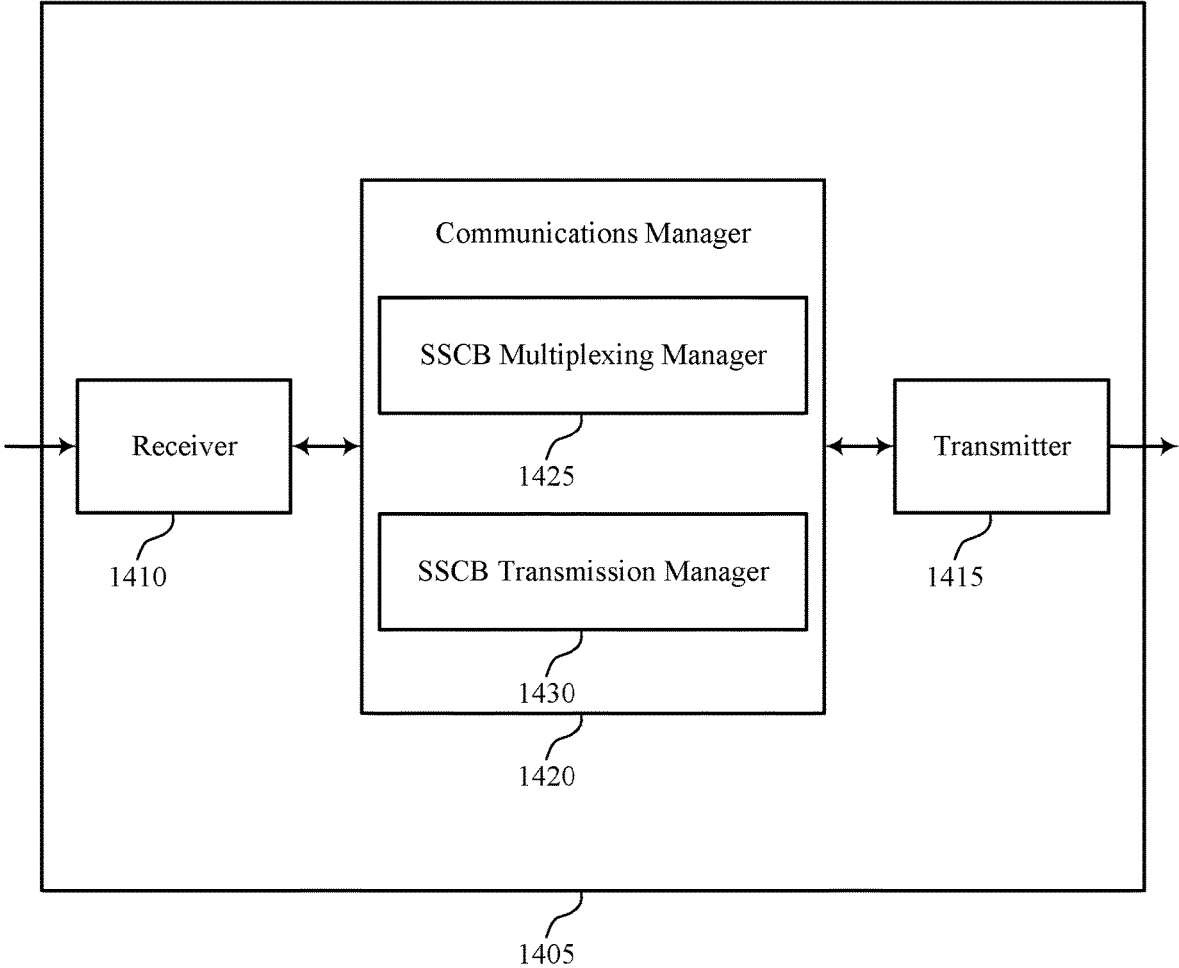 Communications Manager
SSCB Multiplexing Manager
Receiver
Transmitter
1425
SSCB Transmission Manager
1410
1415
1430
1420
1405